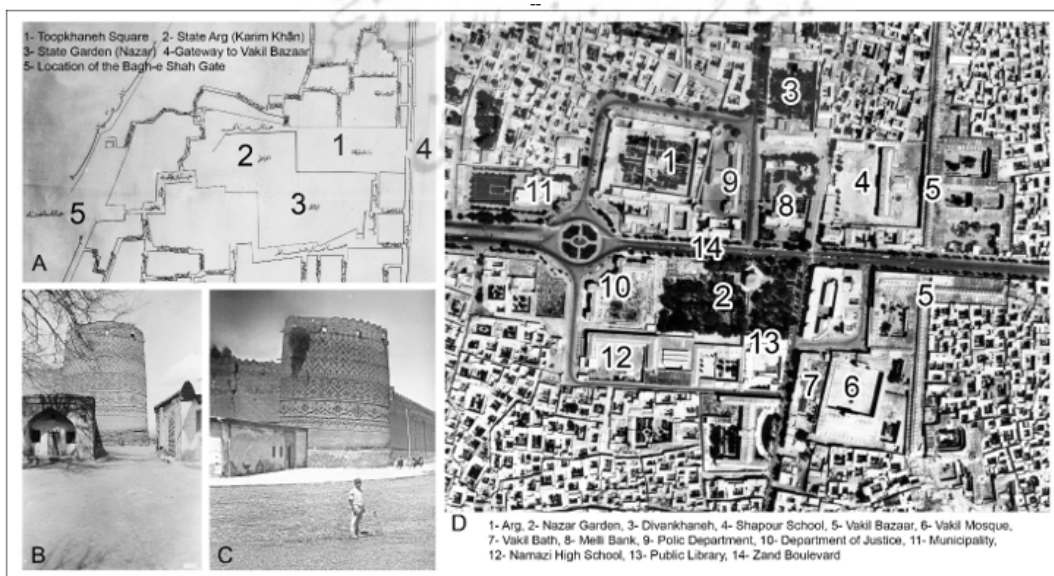 --
1- Toopkhaneh Square 2- State Arg (Karim Khān)
3- State Garden (Nazar) 4-Gateway to Vakil Bazaar
5- Location of the Bagh-e Shah Gate
1
2
3
4
5
A
B
C
3
1
9
4
5
11
8
14
2
10
5
12
13
7
6
D
1- Arg, 2- Nazar Garden, 3- Divankhaneh, 4- Shapour School, 5- Vakil Bazaar, 6- Vakil Mosque,
7- Vakil Bath, 8- Melli Bank, 9- Polic Department, 10- Department of Justice, 11- Municipality,
12- Namazi High School, 13- Public Library, 14- Zand Boulevard